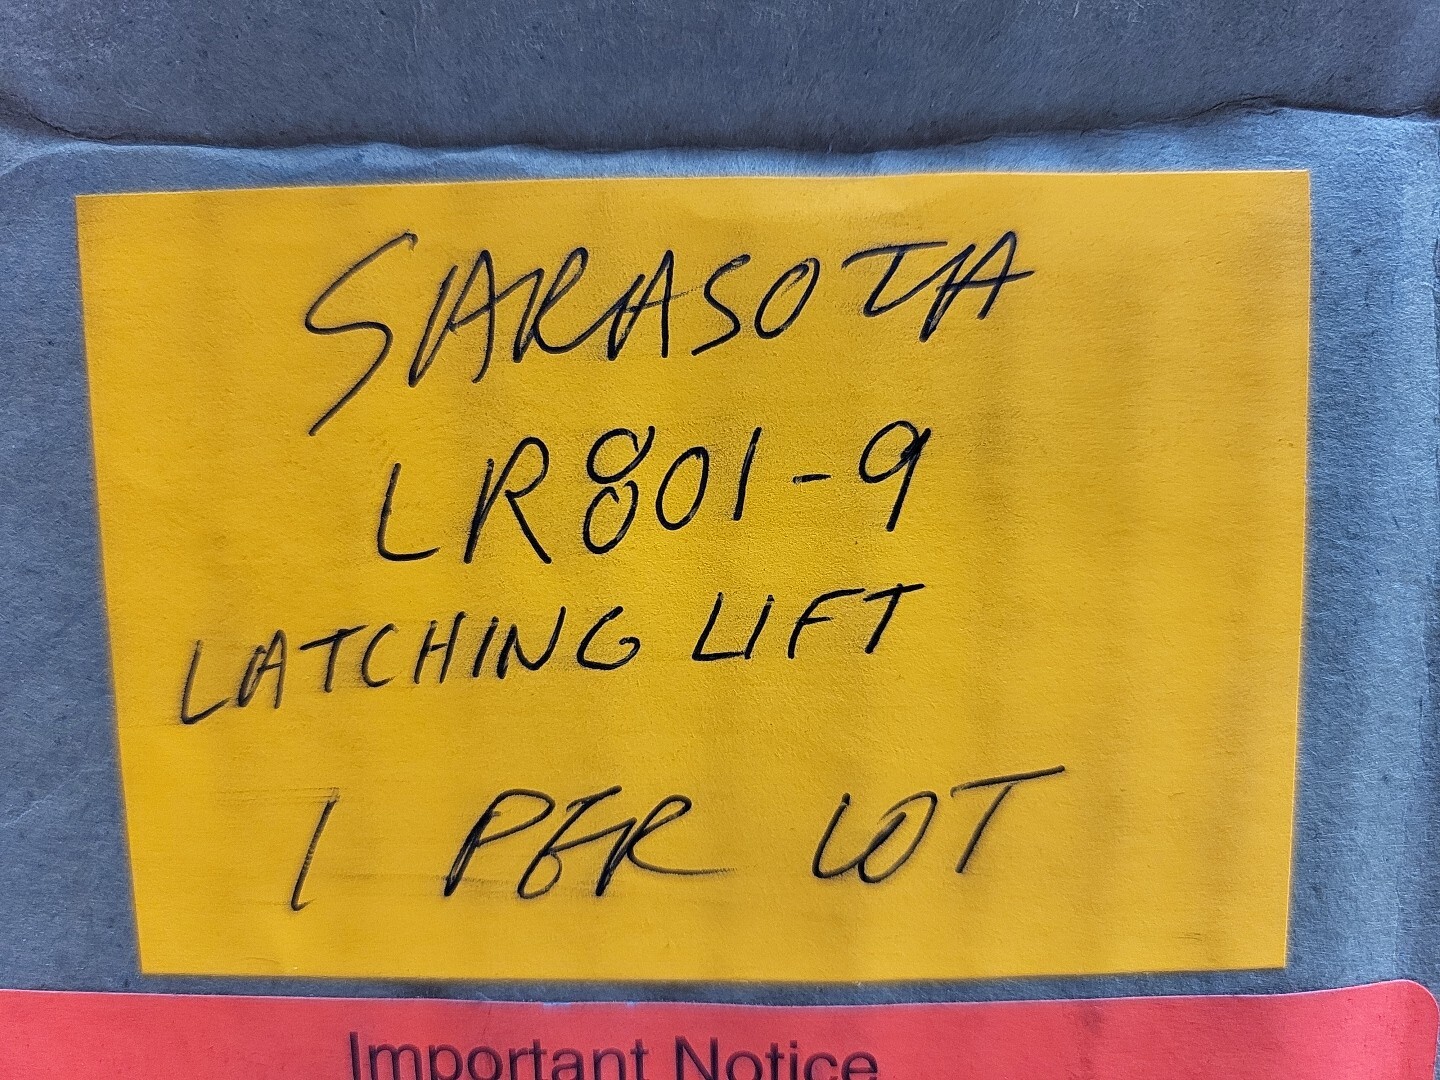 SARASOTA
LR801-9
LATCHING LIFT
1 PER LOT
Important Notice